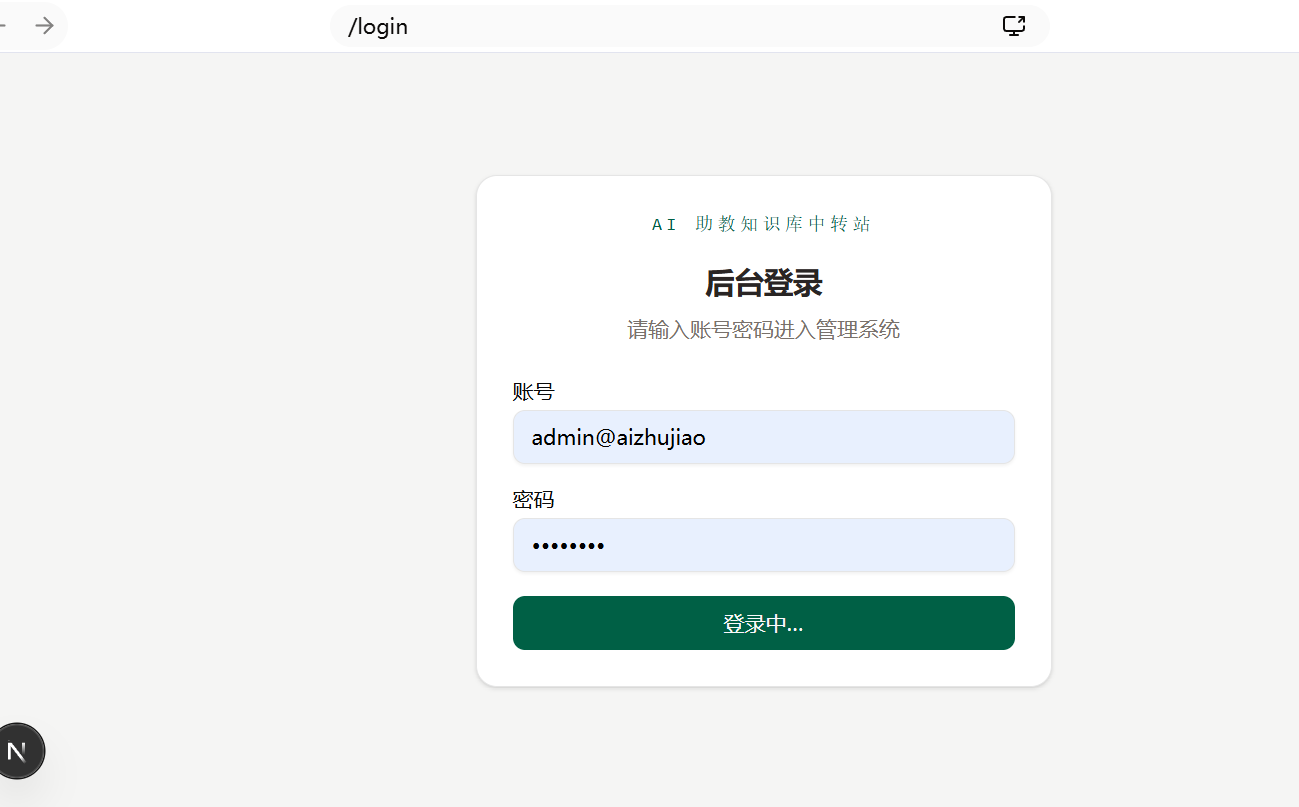 /login
AI 助教知识库中转站
后台登录
请输入账号密码进入管理系统
账号
admin@aizhujiao
密码
••••••••
登录中...
N